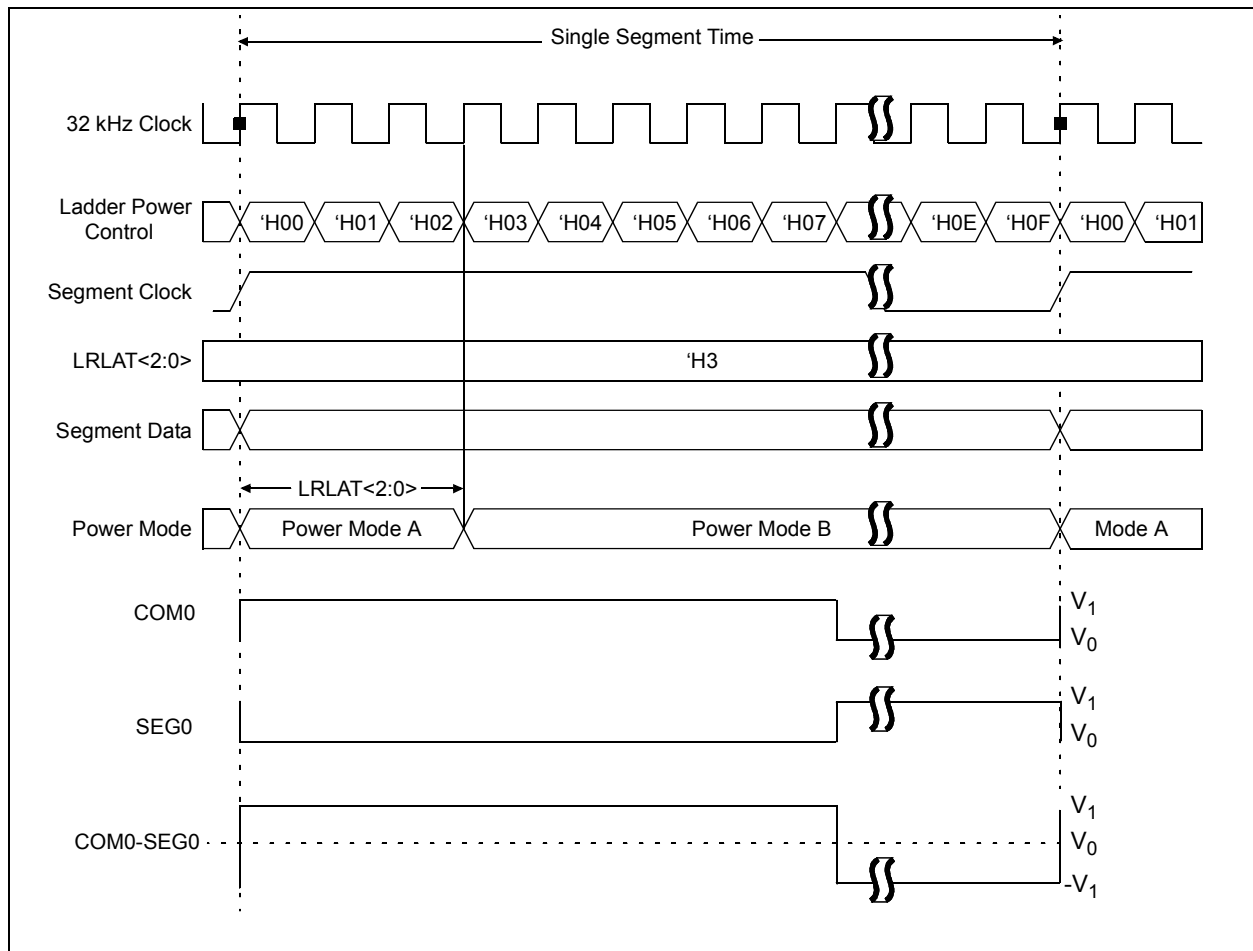 Single Segment Time
32 kHz Clock
Ladder Power
Control
‘H00 ‘H01 ‘H02 ‘H03 ‘H04 ‘H05 ‘H06 ‘H07 ‘H0E ‘H0F ‘H00 ‘H01
Segment Clock
LRLAT<2:0>
‘H3
Segment Data
LRLAT<2:0>
Power Mode
Power Mode A
Power Mode B
Mode A
COM0
V1
V0
SEG0
V1
V0
COM0-SEG0
V1
V0
-V1